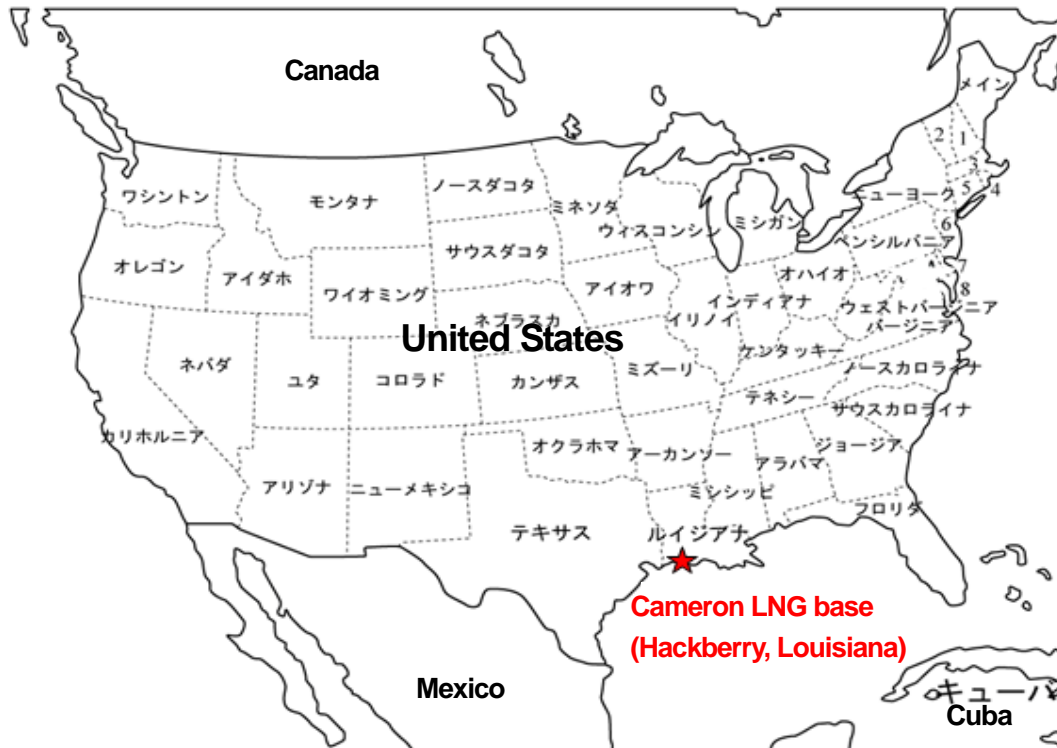 Canada
メイン
2
1
3
ワシントン
モンタナ
ノースダコタ
ミネソタ
ニューヨーク
5
4
ウィスコンシン
ミシガン
6
サウスダコタ
ペンシルバニア
オレゴン
アイダホ
オハイオ
7
アイオワ
ワイオミング
8
ネブラスカ
インディアナ
ウェストバージニア
イリノイ
バージニア
United States
ケンタッキー
ネバダ
ユタ
コロラド
カンザス
ミズーリ
ノースカロライナ
テネシー
サウスカロライナ
カリホルニア
オクラホマ
アーカンソー
ジョージア
アラバマ
アリゾナ
ニューメキシコ
ミシシッピ
フロリダ
テキサス
ルイジアナ
Cameron LNG base
(Hackberry, Louisiana)
Mexico
キューバ
Cuba